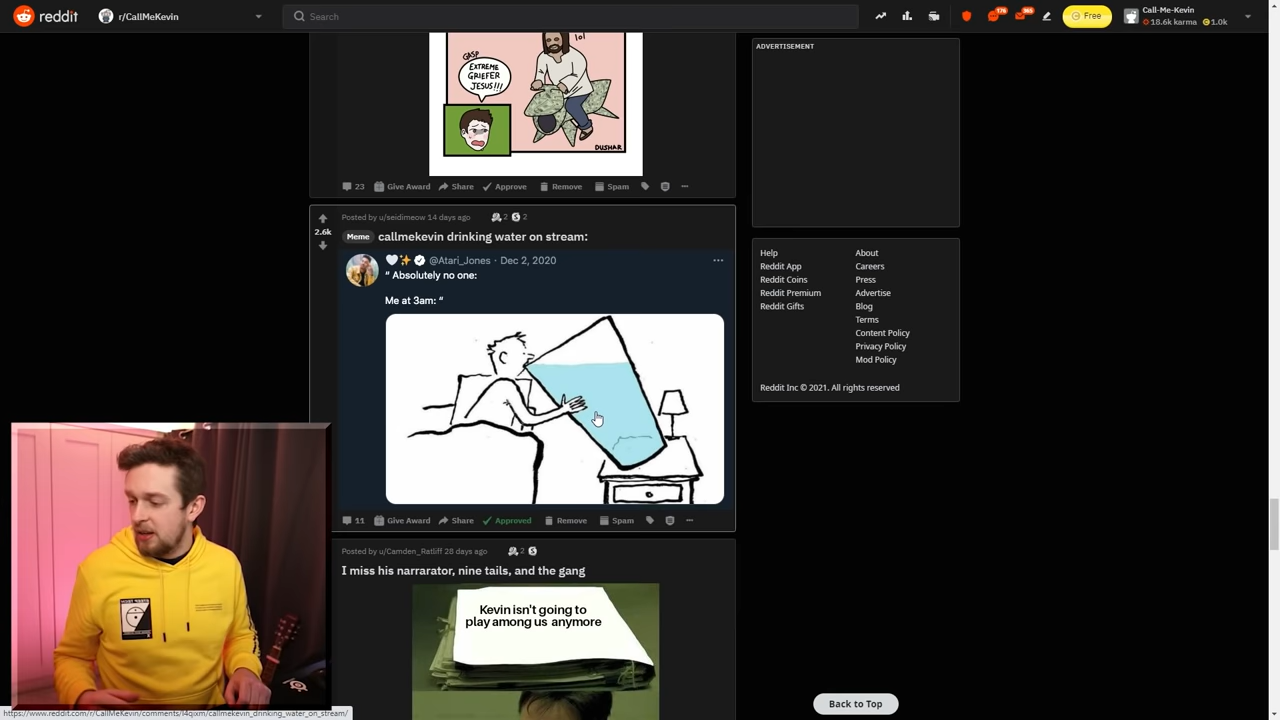 reddit
r/CallMeKevin
Search
176
365
Free
Call-Me-Kevin
18.6k karma
1.0k
lol
GASP
EXTREME
GRIEFER
JESUS!!!
DUSHAR
23
Give Award
Share
Approve
Remove
Spam
Posted by u/seidimeow 14 days ago
2
2
2.6k
Meme
callmekevin drinking water on stream:
@Atari_Jones · Dec 2, 2020
" Absolutely no one:
Me at 3am: "
11
Give Award
Share
Approved
Remove
Spam
Posted by u/Camden_Ratliff 28 days ago
2
I miss his narrarator, nine tails, and the gang
Kevin isn't going to
play among us anymore
ADVERTISEMENT
Help
About
Reddit App
Careers
Reddit Coins
Press
Reddit Premium
Advertise
Reddit Gifts
Blog
Terms
Content Policy
Privacy Policy
Mod Policy
Reddit Inc © 2021. All rights reserved
Back to Top
https://www.reddit.com/r/CallMeKevin/comments/l4qixm/callmekevin_drinking_water_on_stream/